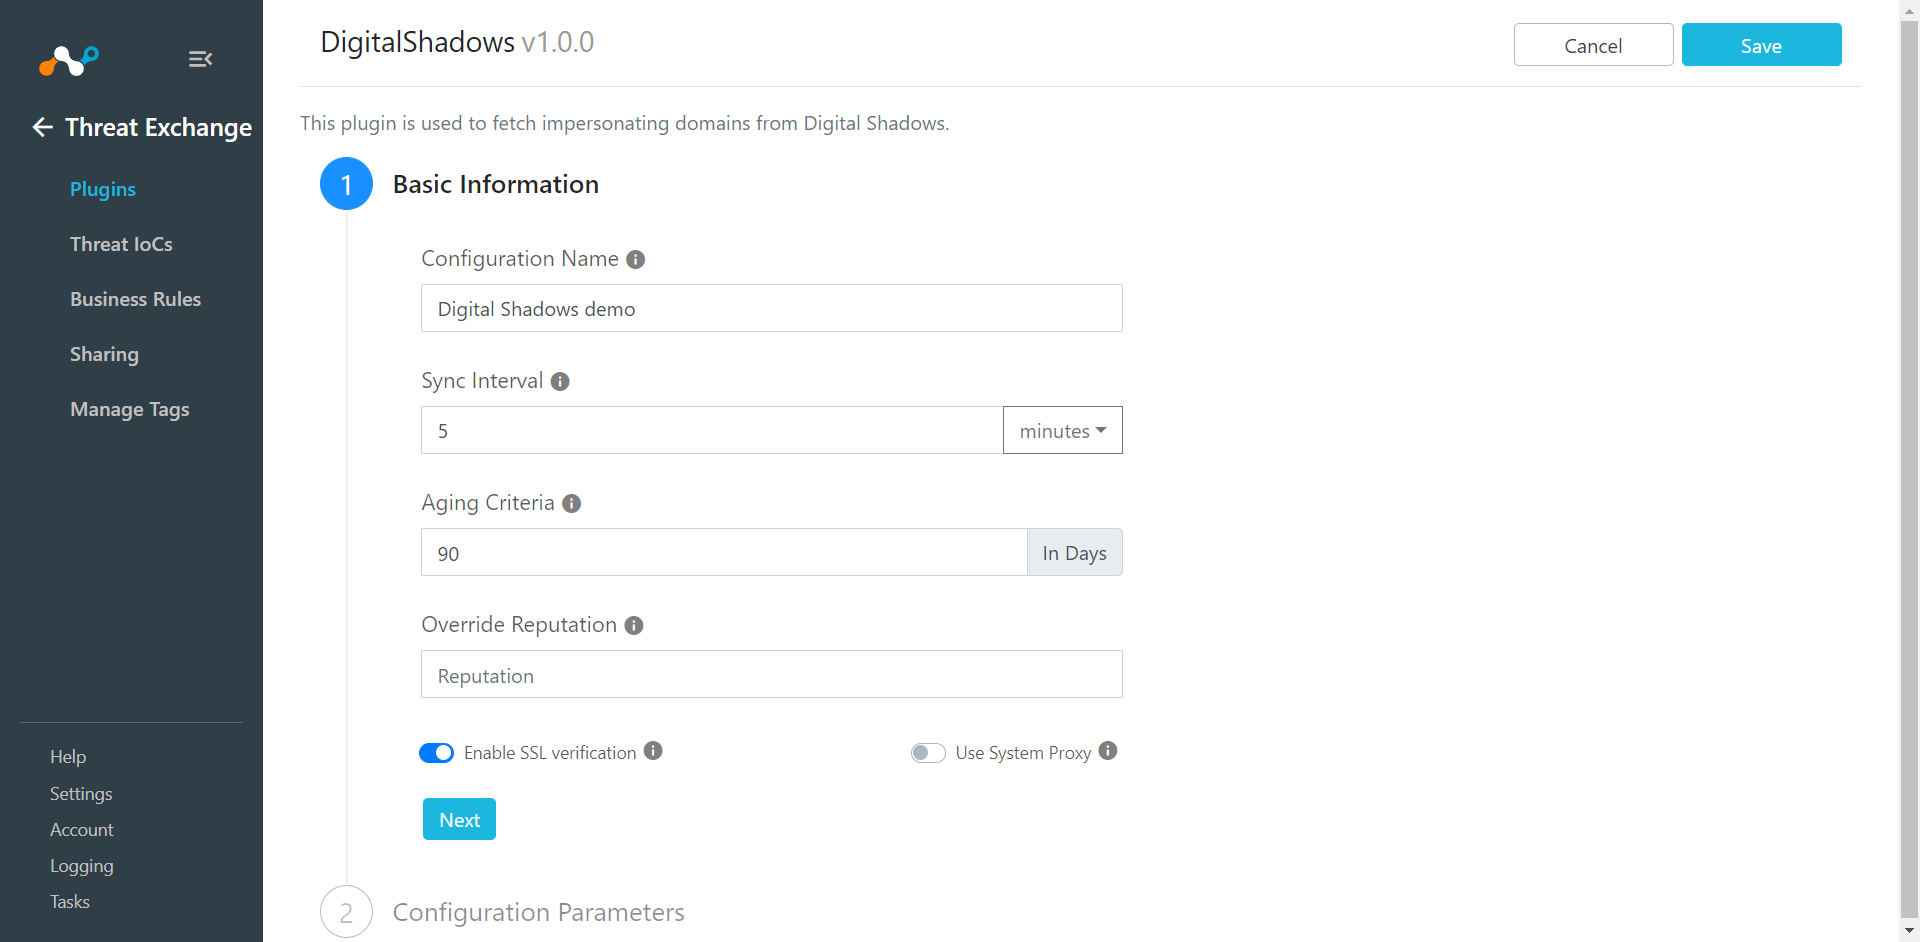 Threat Exchange
Plugins
Threat IoCs
Business Rules
Sharing
Manage Tags
Help
Settings
Account
Logging
Tasks
DigitalShadows v1.0.0
Cancel
Save
This plugin is used to fetch impersonating domains from Digital Shadows.
1 Basic Information
Configuration Name
Digital Shadows demo
Sync Interval
5 minutes
Aging Criteria
90 In Days
Override Reputation
Reputation
Enable SSL verification
Use System Proxy
Next
2 Configuration Parameters